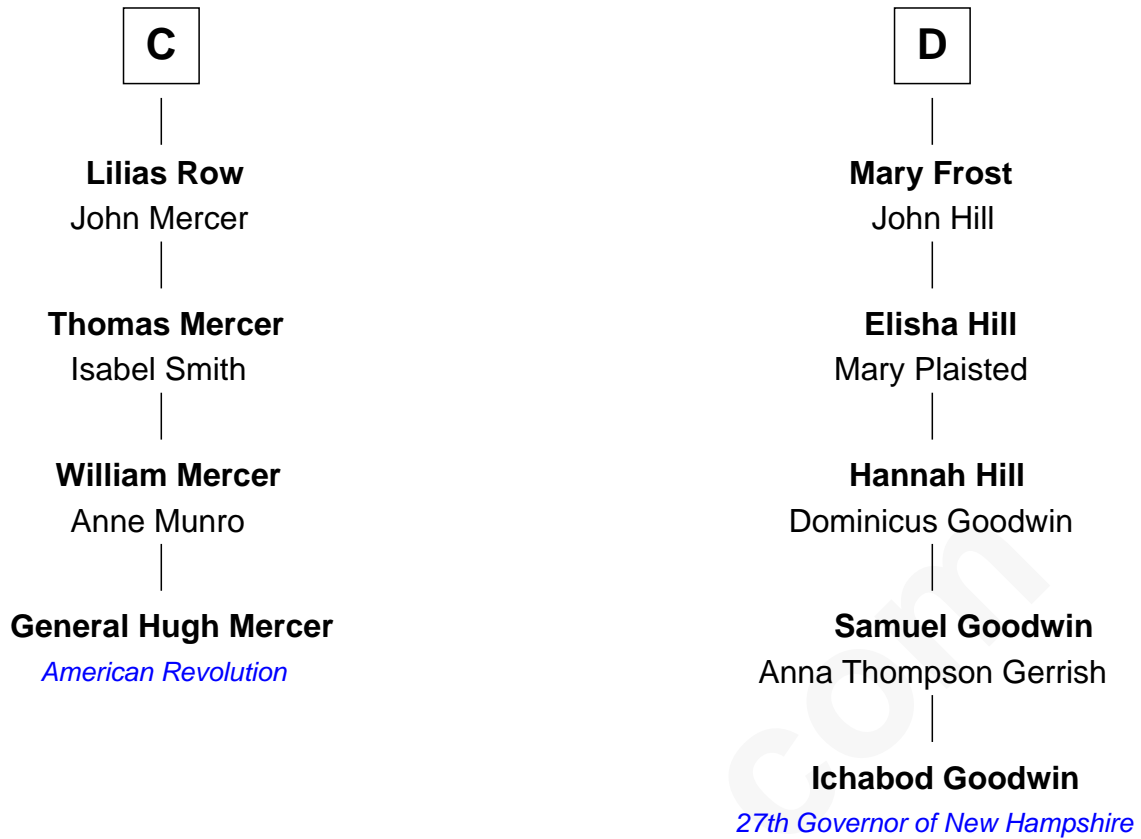 C
Lilias Row
John Mercer
Thomas Mercer
Isabel Smith
William Mercer
Anne Munro
General Hugh Mercer
American Revolution
D
Mary Frost
John Hill
Elisha Hill
Mary Plaisted
Hannah Hill
Dominicus Goodwin
Samuel Goodwin
Anna Thompson Gerrish
Ichabod Goodwin
27th Governor of New Hampshire
com